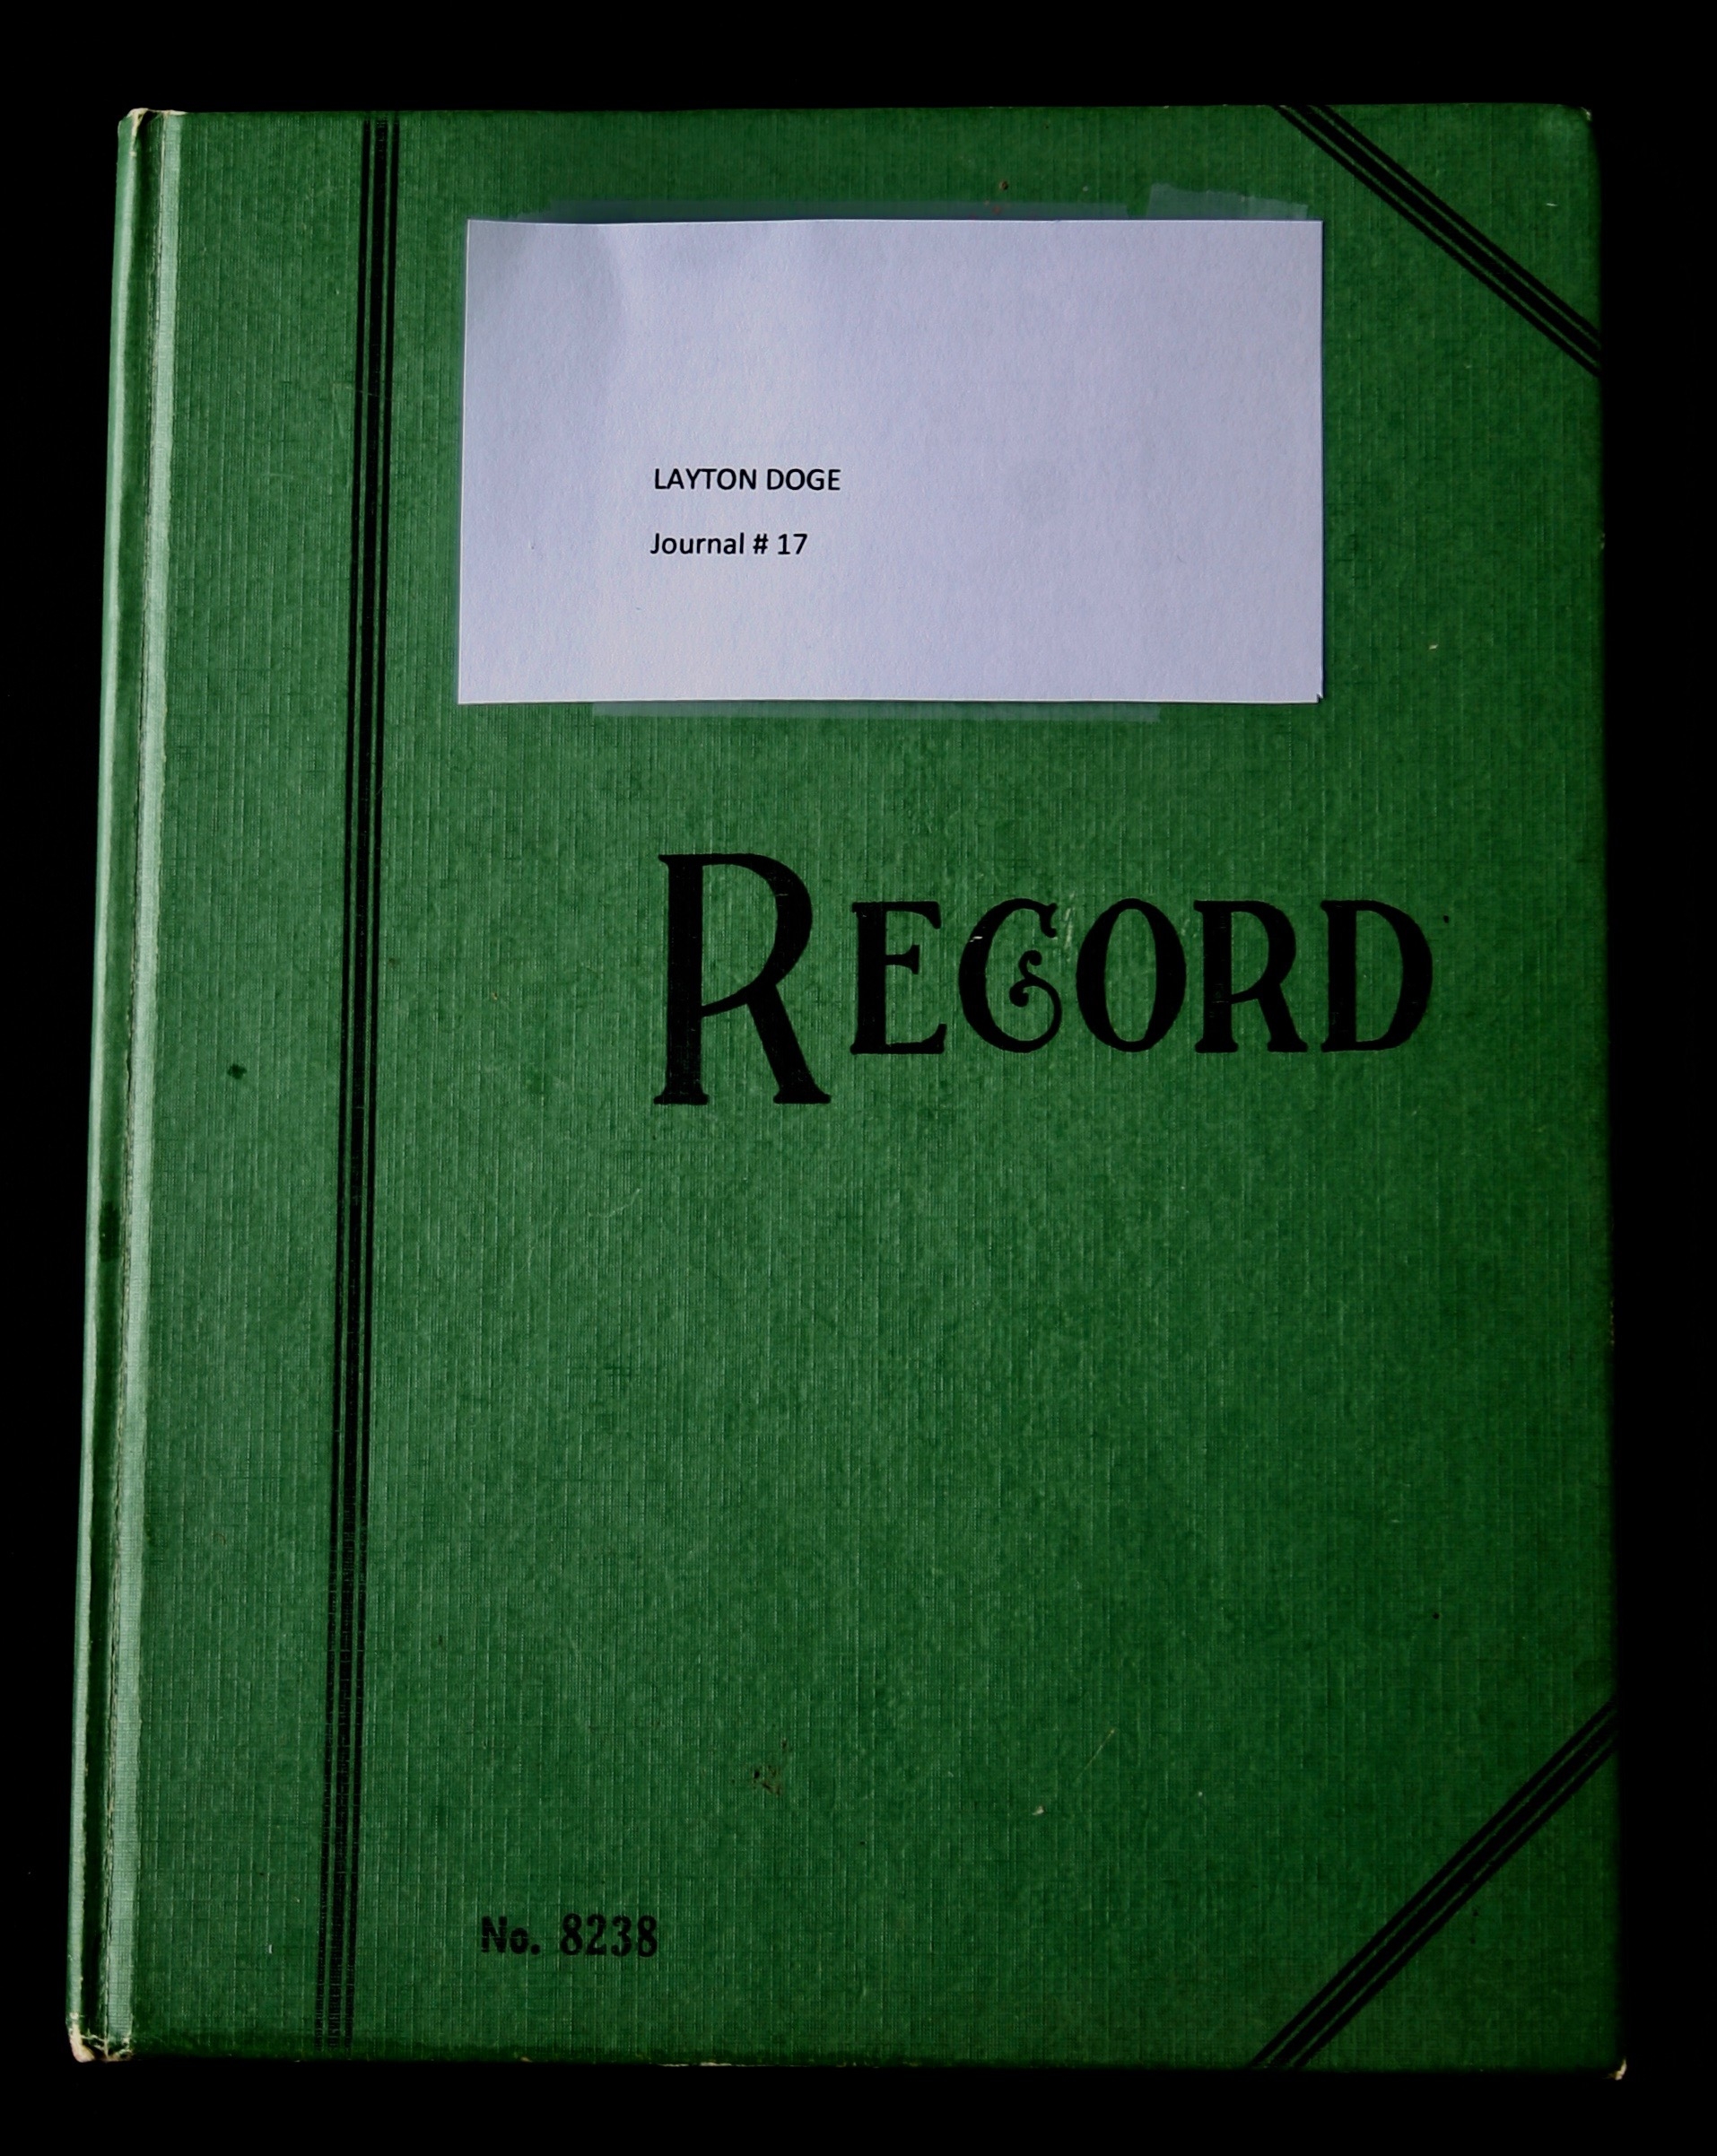 LAYTON DOGE
Journal # 17
RECORD
No. 8238